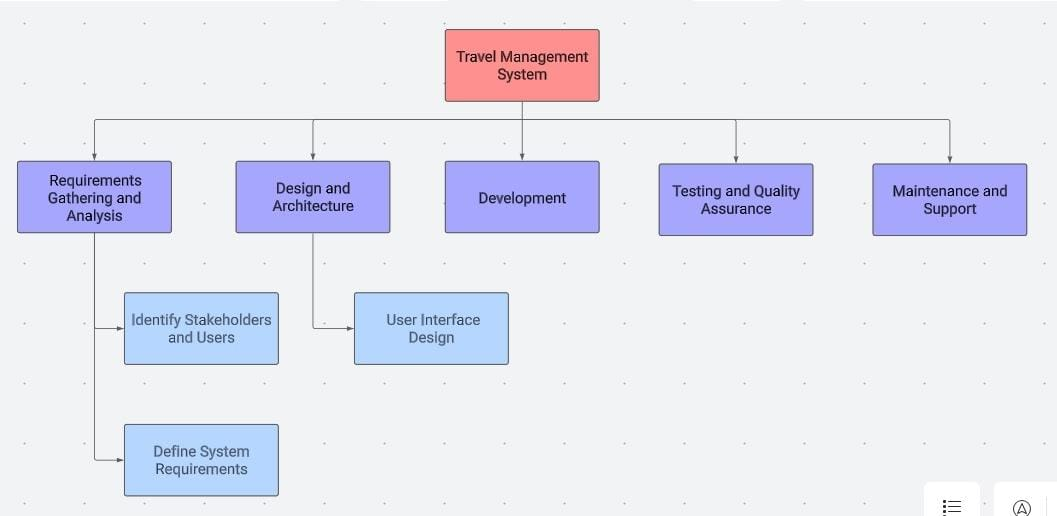 Travel Management
System
Requirements
Gathering and
Analysis
Design and
Architecture
Development
Testing and Quality
Assurance
Maintenance and
Support
Identify Stakeholders
and Users
User Interface
Design
Define System
Requirements